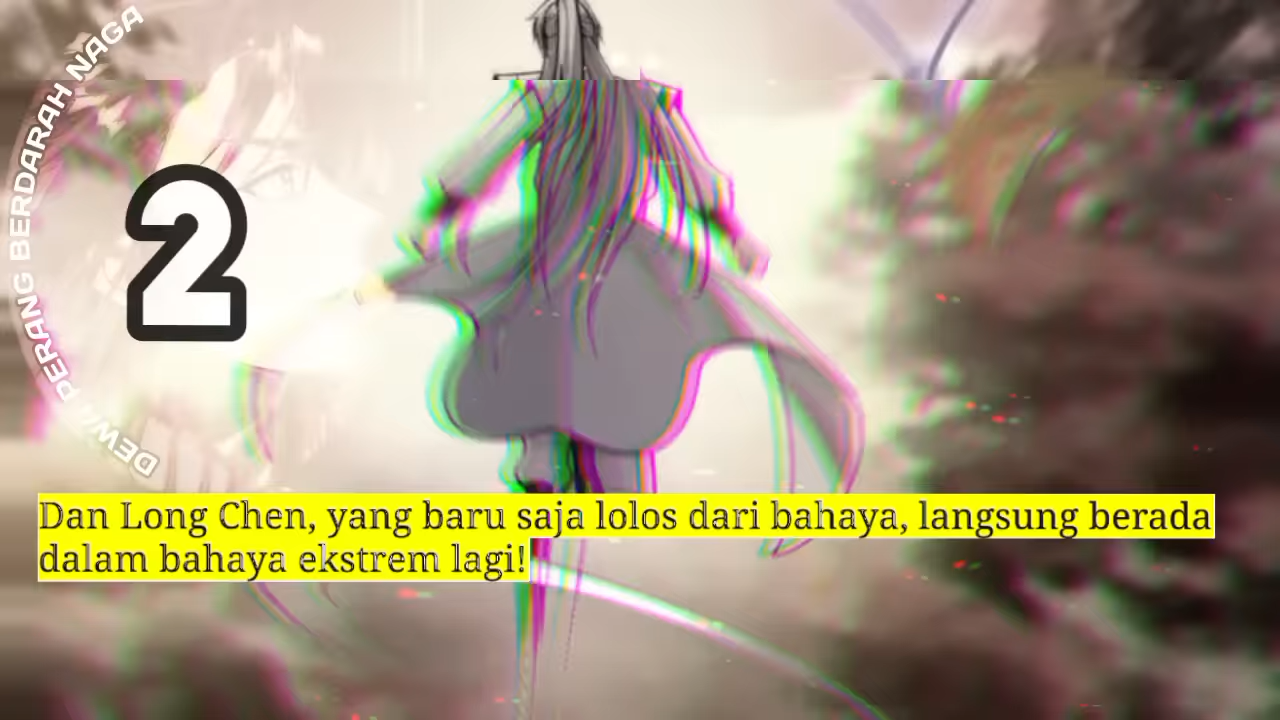 DEWA PERANG BERDARAH NAGA
2
Dan Long Chen, yang baru saja lolos dari bahaya, langsung berada
dalam bahaya ekstrem lagi!